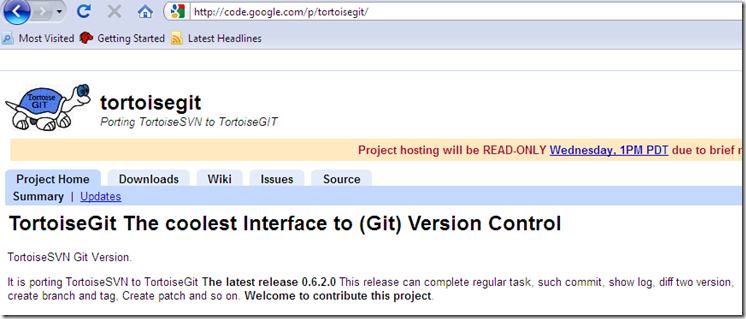 http://code.google.com/p/tortoisegit/
Most Visited Getting Started Latest Headlines
Tortoise
GIT
tortoisegit
Porting TortoiseSVN to TortoiseGIT
Project hosting will be READ-ONLY Wednesday, 1PM PDT due to brief
Project Home Downloads Wiki Issues Source
Summary | Updates
TortoiseGit The coolest Interface to (Git) Version Control
TortoiseSVN Git Version.
It is porting TortoiseSVN to TortoiseGit The latest release 0.6.2.0 This release can complete regular task, such commit, show log, diff two version,
create branch and tag, Create patch and so on. Welcome to contribute this project.